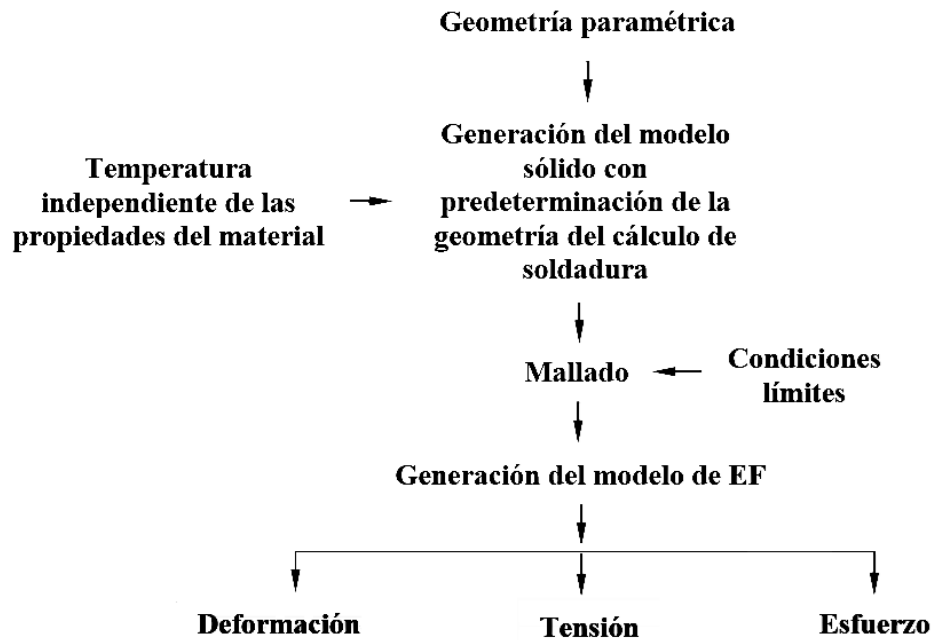 Geometría paramétrica
Generación del modelo
sólido con
predeterminación de la
geometría del cálculo de
soldadura
Temperatura
independiente de las
propiedades del material
Mallado
Condiciones
límites
Generación del modelo de EF
Deformación
Tensión
Esfuerzo